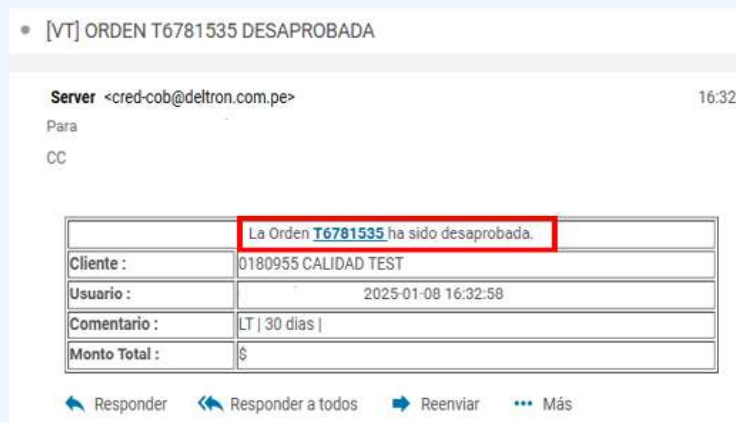 [VT] ORDEN T6781535 DESAPROBADA
Server <cred-cob@deltron.com.pe> 16:32
Para
CC
La Orden T6781535 ha sido desaprobada.
Cliente : 0180955 CALIDAD TEST
Usuario : 2025-01-08 16:32:58
Comentario : LT | 30 dias |
Monto Total : $
Responder Responder a todos Reenviar ••• Más